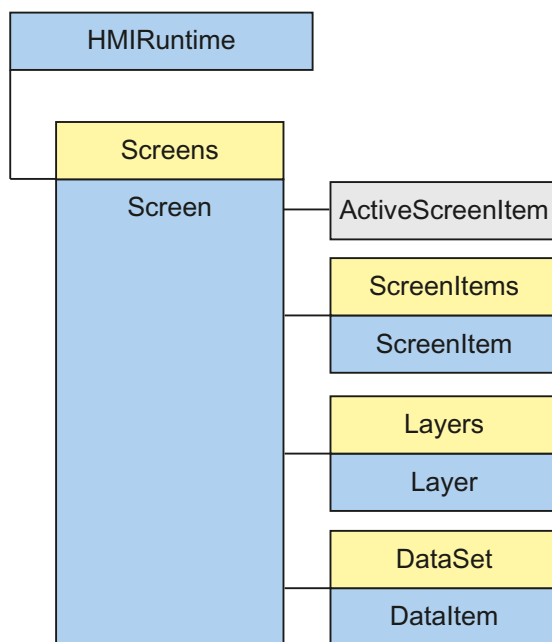 HMIRuntime
Screens
Screen
ActiveScreenItem
ScreenItems
ScreenItem
Layers
Layer
DataSet
DataItem